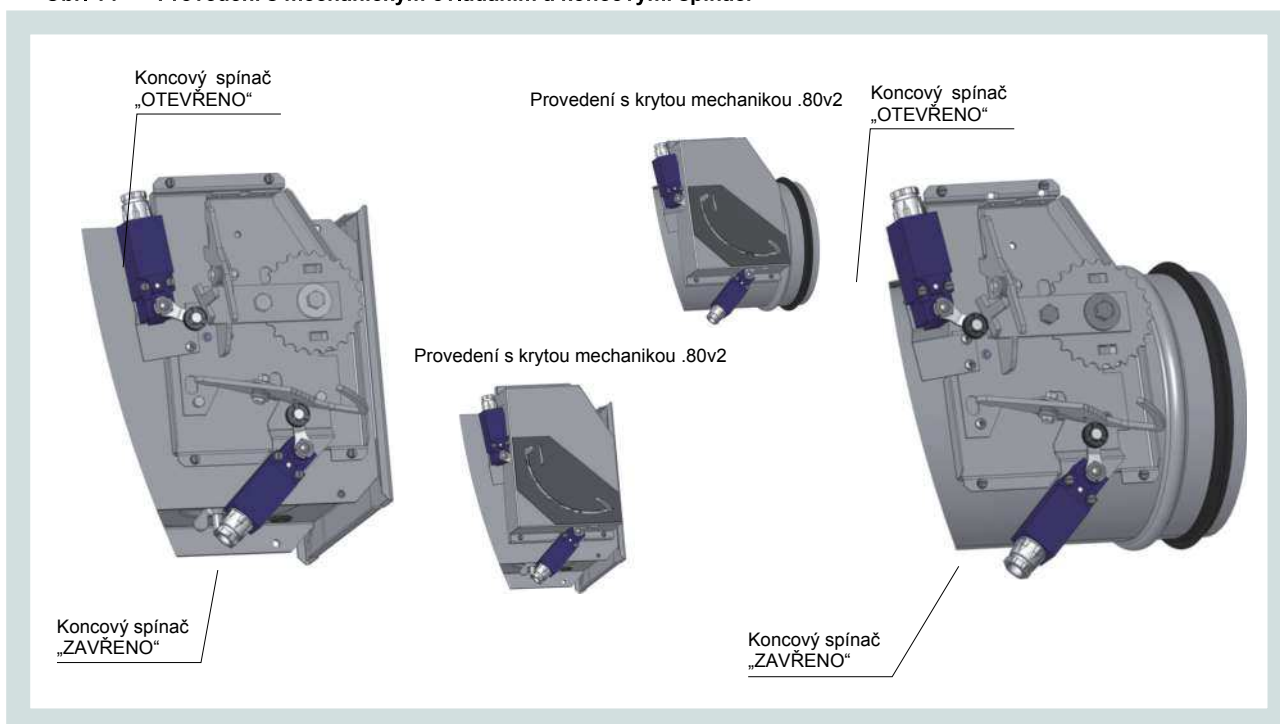 Koncový spínač
„OTEVŘENO“
Provedení s krytou mechanikou .80v2
Koncový spínač
„OTEVŘENO“
Provedení s krytou mechanikou .80v2
Koncový spínač
„ZAVŘENO“
Koncový spínač
„ZAVŘENO“